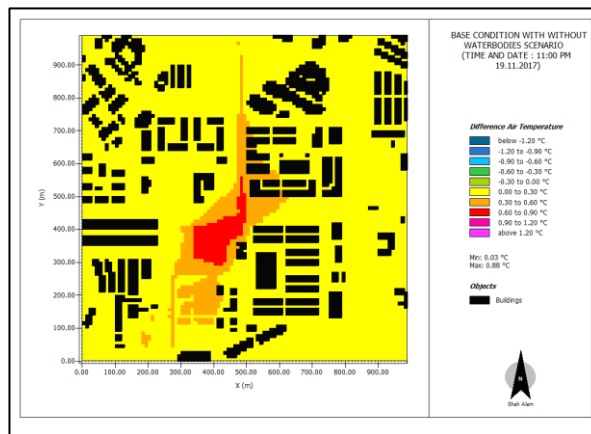 BASE CONDITION WITH WITHOUT
WATERBODIES SCENARIO
(TIME AND DATE : 11:00 PM
19.11.2017)
900.00
800.00
700.00
600.00
500.00
400.00
300.00
200.00
100.00
0.00
Y (m)
0.00 100.00 200.00 300.00 400.00 500.00 600.00 700.00 800.00 900.00
X (m)
Difference Air Temperature
below -1.20 °C
-1.20 to -0.90 °C
-0.90 to -0.60 °C
-0.60 to -0.30 °C
-0.30 to 0.00 °C
0.00 to 0.30 °C
0.30 to 0.60 °C
0.60 to 0.90 °C
0.90 to 1.20 °C
above 1.20 °C
Min: 0.03 °C
Max: 0.88 °C
Objects
Buildings
N
Shah Alam